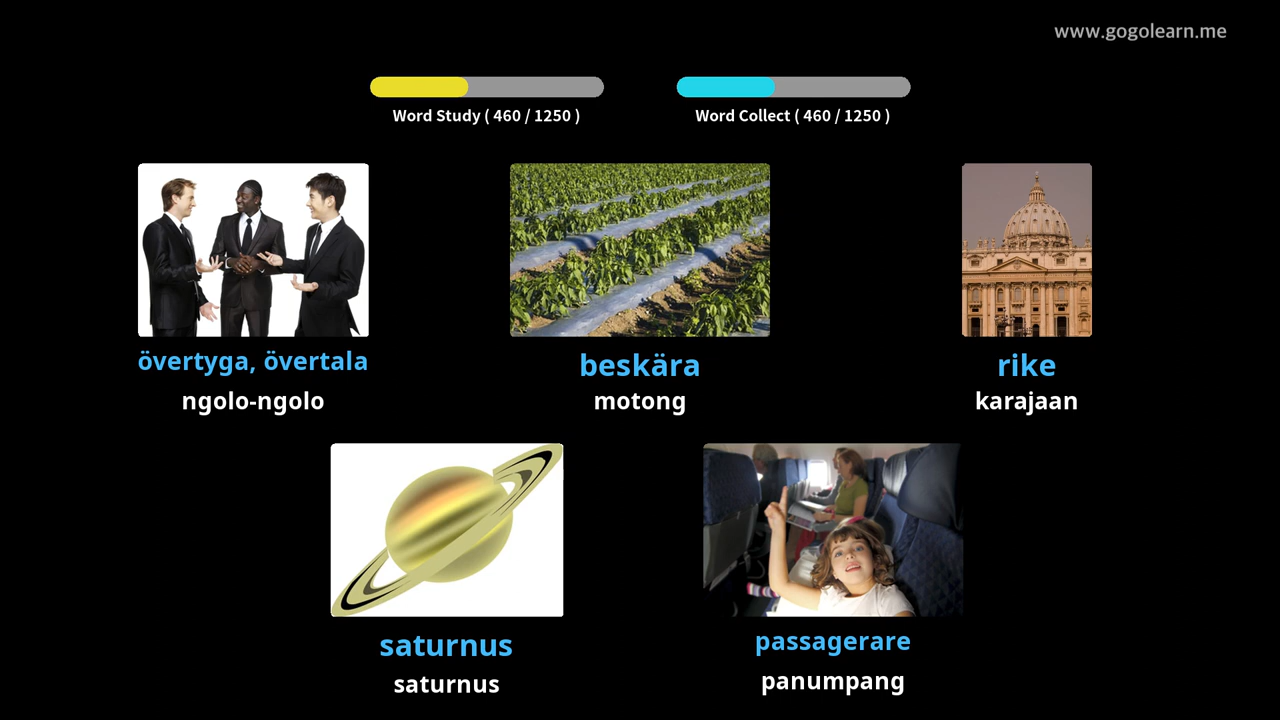 www.gogolearn.me
Word Study ( 460 / 1250 )
Word Collect ( 460 / 1250 )
övertyga, övertala
ngolo-ngolo
beskära
motong
rike
karajaan
saturnus
saturnus
passagerare
panumpang